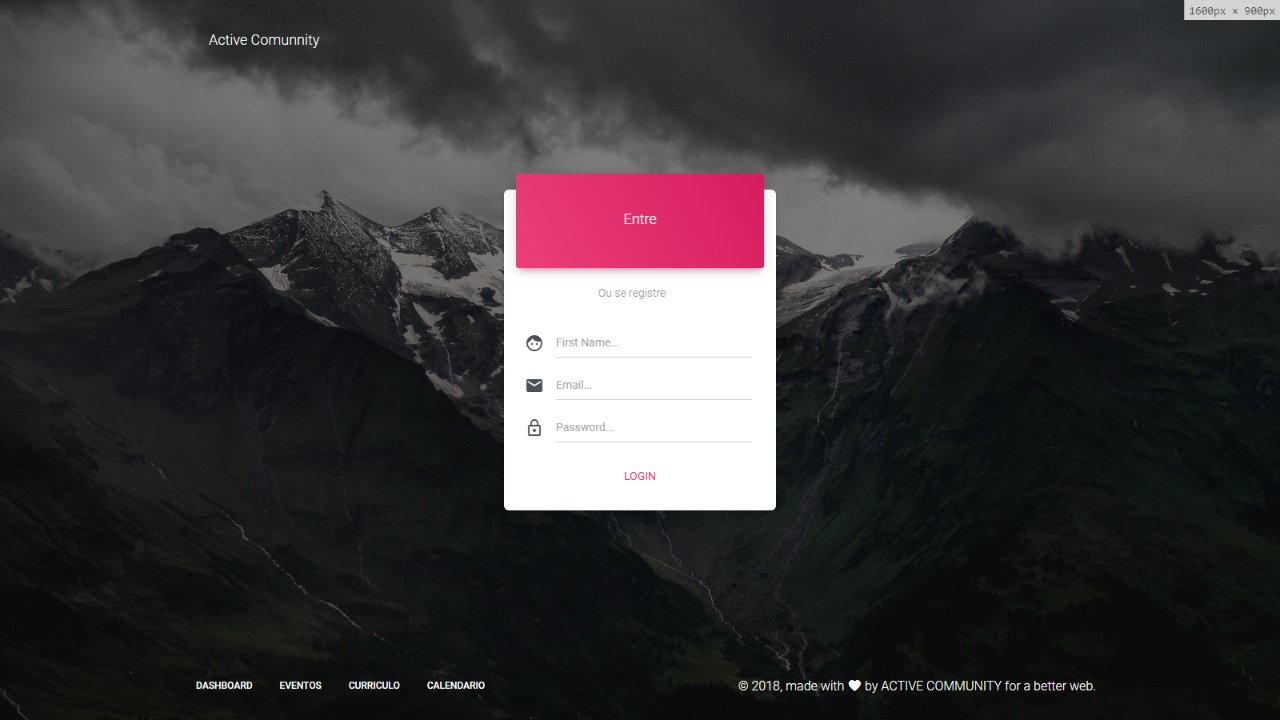 1600px x 900px
Active Comunnity
Entre
Ou se registre
First Name...
Email...
Password...
LOGIN
DASHBOARD EVENTOS CURRICULO CALENDARIO
© 2018, made with ♥ by ACTIVE COMMUNITY for a better web.